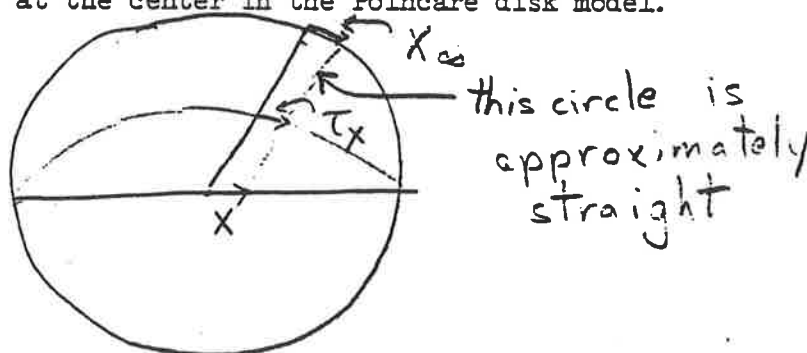 at the center in the Poincaré disk model.
X∞
this circle is
approximately
straight
τx
X